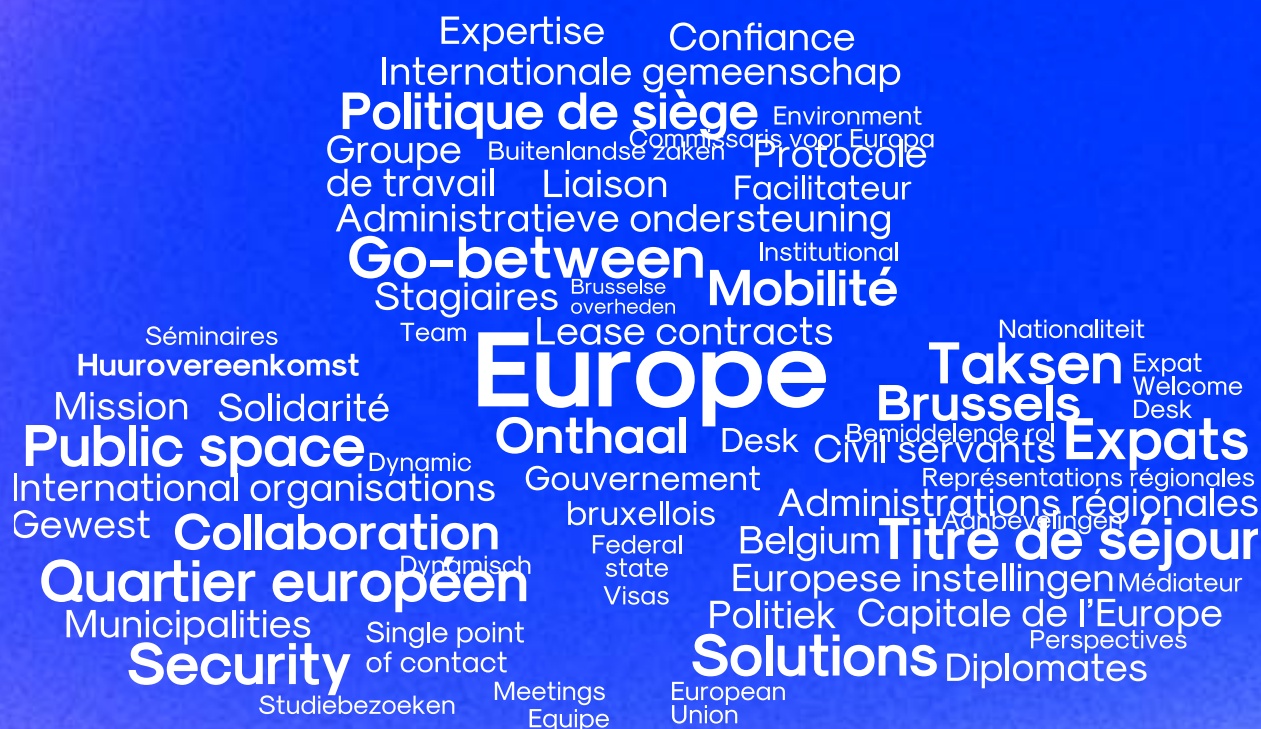 Expertise
Confiance
Internationale gemeenschap
Politique de siège
Environment
Commissaris voor Europa
Groupe
de travail
Buitenlandse zaken
Protocole
Liaison
Facilitateur
Administratieve ondersteuning
Go-between
Institutional
Stagiaires
Brusselse
overheden
Mobilité
Séminaires
Team
Lease contracts
Nationaliteit
Huurovereenkomst
Europe
Taksen
Expat
Welcome
Desk
Mission
Solidarité
Brussels
Public space
Dynamic
Onthaal
Desk
Bemiddelende rol
Civil servants
Expats
International organisations
Gouvernement
bruxellois
Représentations régionales
Administrations régionales
Gewest
Collaboration
Aanbevelingen
Federal
state
Belgium
Titre de séjour
Dynamisch
Quartier européen
Visas
Europese instellingen
Médiateur
Municipalities
Single point
of contact
Politiek
Capitale de l'Europe
Perspectives
Security
Solutions
Diplomates
Studiebezoeken
Meetings
Equipe
European
Union